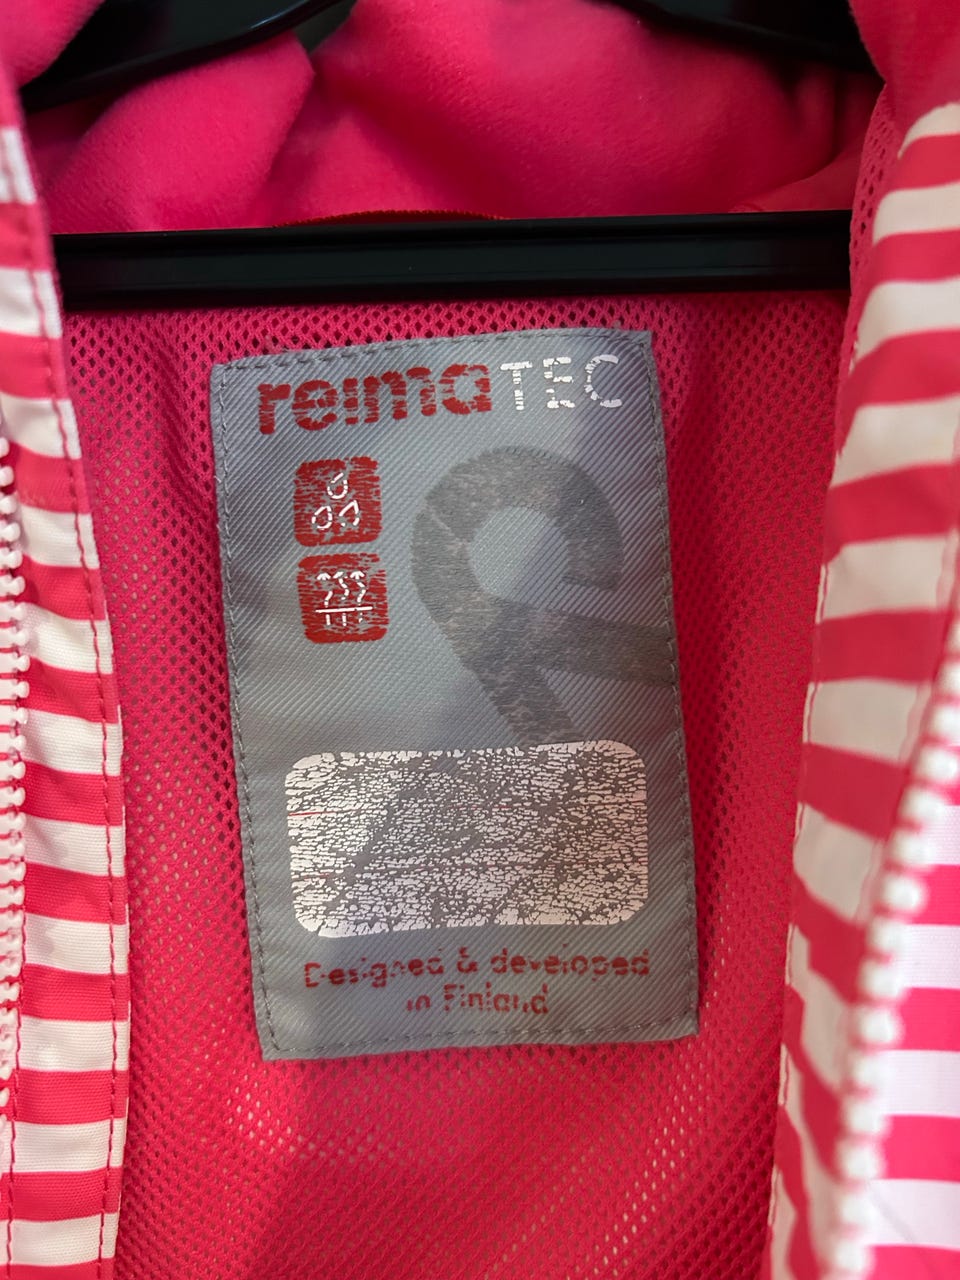 reima TEC
Designed & developed
in Finland